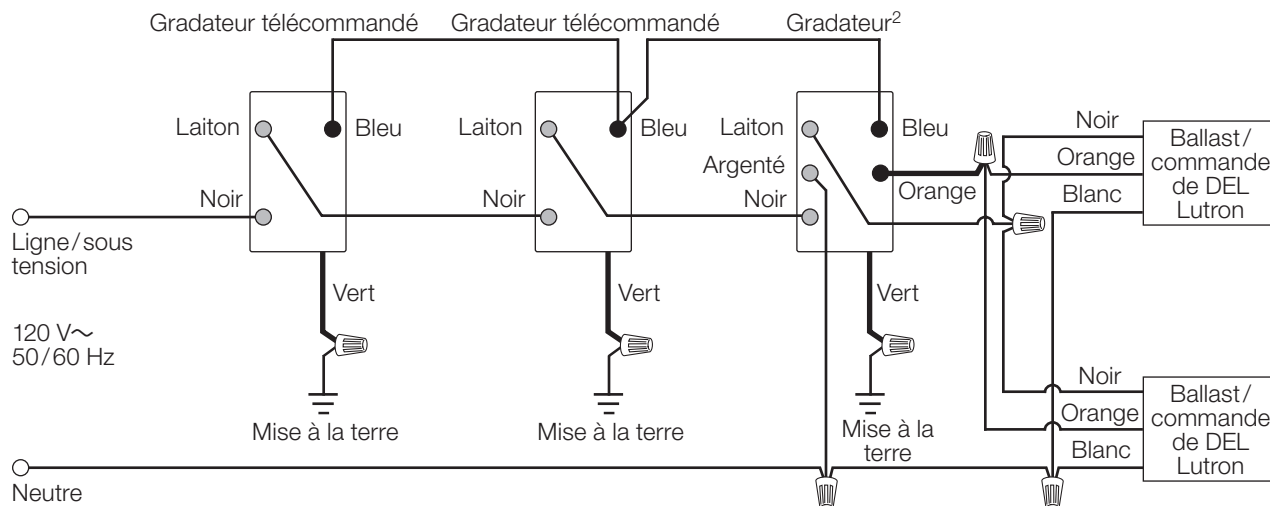 Gradateur télécommandé
Gradateur télécommandé
Gradateur²
Laiton
Bleu
Noir
Laiton
Bleu
Noir
Laiton
Bleu
Argenté
Orange
Noir
Noir
Orange
Blanc
Ballast/
commande
de DEL
Lutron
Ligne/sous
tension
120 V~
50/60 Hz
Vert
Mise à la terre
Vert
Mise à la terre
Vert
Mise à la
terre
Noir
Orange
Blanc
Ballast/
commande
de DEL
Lutron
Neutre